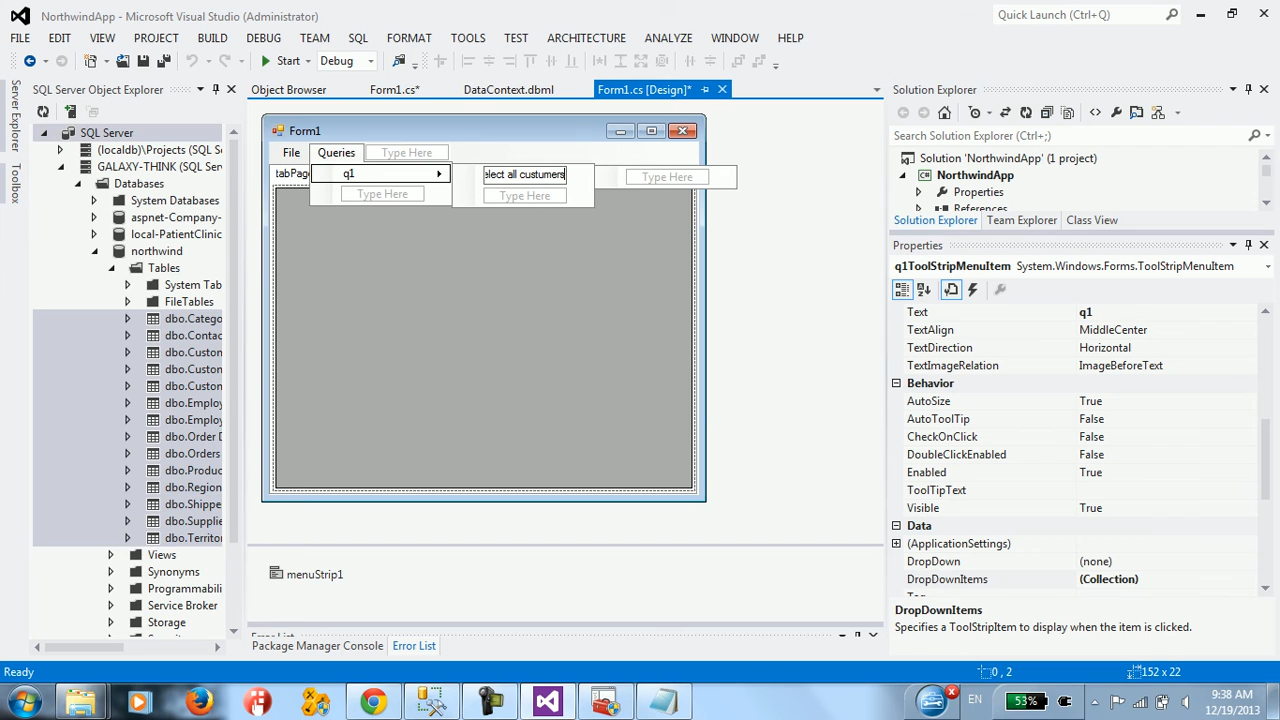 NorthwindApp - Microsoft Visual Studio (Administrator)
Quick Launch (Ctrl+Q)
FILE EDIT VIEW PROJECT BUILD DEBUG TEAM SQL FORMAT TOOLS TEST ARCHITECTURE ANALYZE WINDOW HELP
Start Debug
Server Explorer
Toolbox
SQL Server Object Explorer
SQL Server
(localdb)\Projects (SQL S
GALAXY-THINK (SQL Ser
Databases
System Databases
aspnet-Company-
local-PatientClinic
northwind
Tables
System Tab
FileTables
dbo.Catego
dbo.Contac
dbo.Custom
dbo.Custom
dbo.Custom
dbo.Employ
dbo.Employ
dbo.Order D
dbo.Orders
dbo.Produc
dbo.Region
dbo.Shippe
dbo.Supplie
dbo.Territor
Views
Synonyms
Programmabili
Service Broker
Storage
Object Browser Form1.cs* DataContext.dbml Form1.cs [Design]*
Form1
File Queries Type Here
tabPag
q1
Type Here
elect all custumers
Type Here
Type Here
menuStrip1
Error List
Package Manager Console Error List
Solution Explorer
Search Solution Explorer
Solution 'NorthwindApp' (1 project)
NorthwindApp
Properties
References
Solution Explorer Team Explorer Class View
Properties
q1ToolStripMenuItem System.Windows.Forms.ToolStripMenuItem
Text q1
TextAlign MiddleCenter
TextDirection Horizontal
TextImageRelation ImageBeforeText
Behavior
AutoSize True
AutoToolTip False
CheckOnClick False
DoubleClickEnabled False
Enabled True
ToolTipText
Visible True
Data
(ApplicationSettings)
DropDown (none)
DropDownItems (Collection)
DropDownItems
Specifies a ToolStripItem to display when the item is clicked.
Ready
0 , 2
152 x 22
EN
53%
9:38 AM
12/19/2013